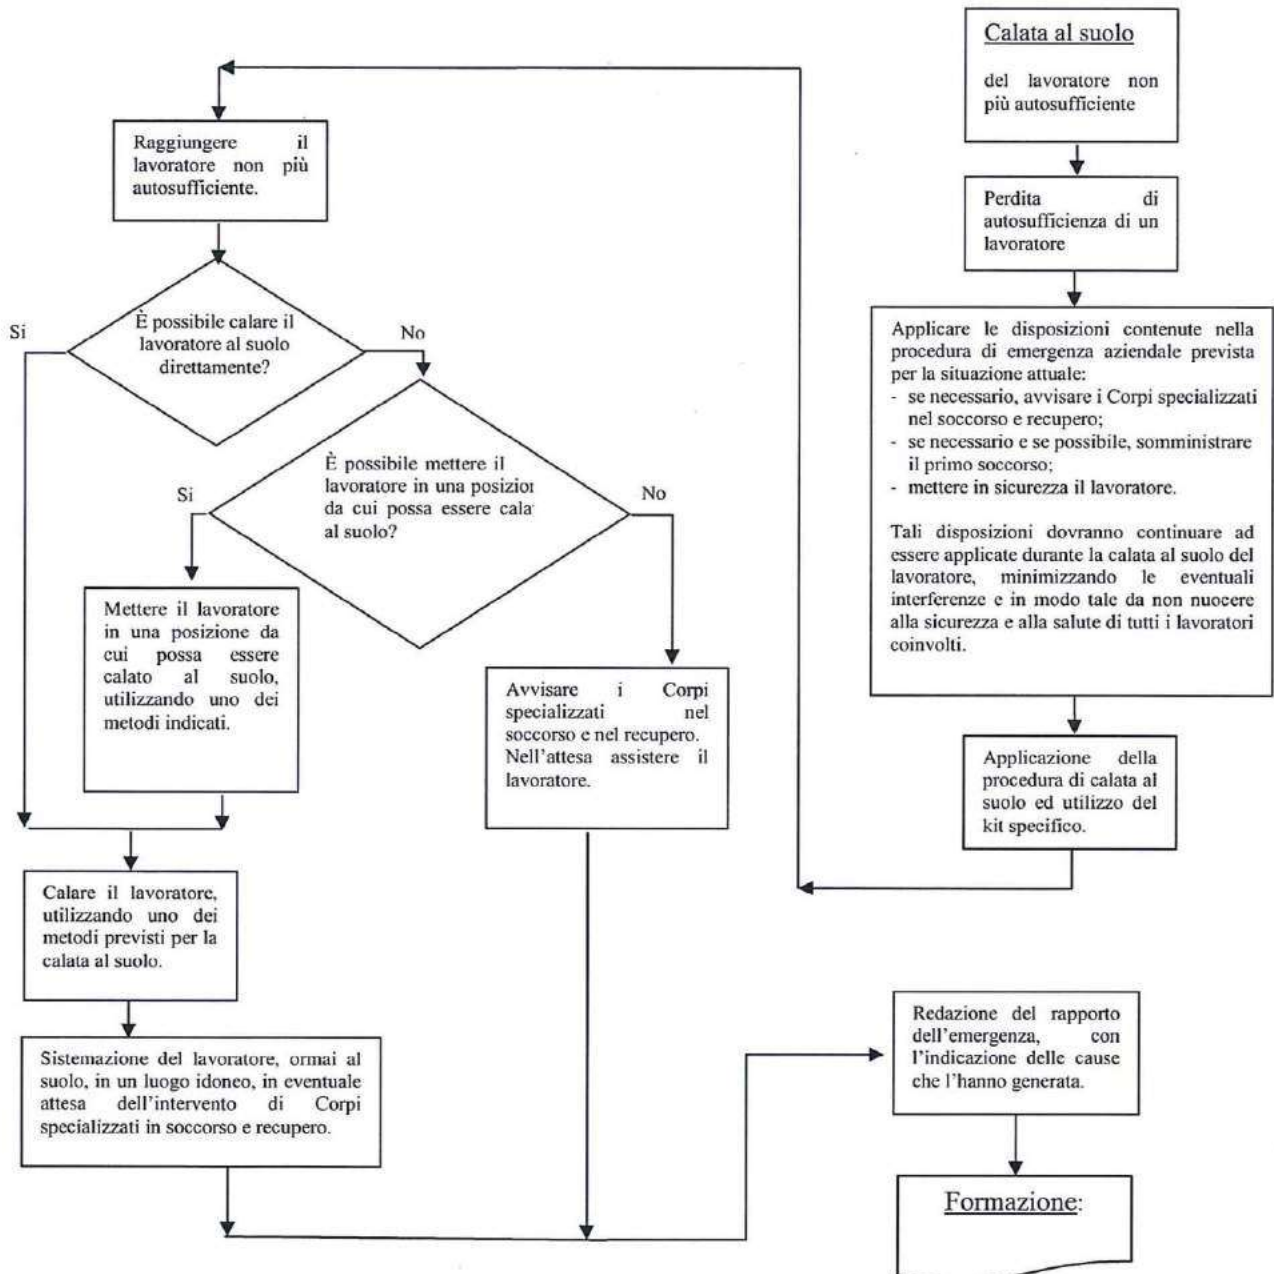 Calata al suolo
del lavoratore non
più autosufficiente
Perdita di
autosufficienza di un
lavoratore
Applicare le disposizioni contenute nella
procedura di emergenza aziendale prevista
per la situazione attuale:
- se necessario, avvisare i Corpi specializzati
nel soccorso e recupero;
- se necessario e se possibile, somministrare
il primo soccorso;
- mettere in sicurezza il lavoratore.
Tali disposizioni dovranno continuare ad
essere applicate durante la calata al suolo del
lavoratore, minimizzando le eventuali
interferenze e in modo tale da non nuocere
alla sicurezza e alla salute di tutti i lavoratori
coinvolti.
Applicazione della
procedura di calata al
suolo ed utilizzo del
kit specifico.
Raggiungere il
lavoratore non più
autosufficiente.
È possibile calare il
lavoratore al suolo
direttamente?
Si
No
È possibile mettere il
lavoratore in una posizion
da cui possa essere cala
al suolo?
Si
No
Mettere il lavoratore
in una posizione da
cui possa essere
calato al suolo,
utilizzando uno dei
metodi indicati.
Avvisare i Corpi
specializzati nel
soccorso e nel recupero.
Nell'attesa assistere il
lavoratore.
Calare il lavoratore,
utilizzando uno dei
metodi previsti per la
calata al suolo.
Sistemazione del lavoratore, ormai al
suolo, in un luogo idoneo, in eventuale
attesa dell'intervento di Corpi
specializzati in soccorso e recupero.
Redazione del rapporto
dell'emergenza, con
l'indicazione delle cause
che l'hanno generata.
Formazione: